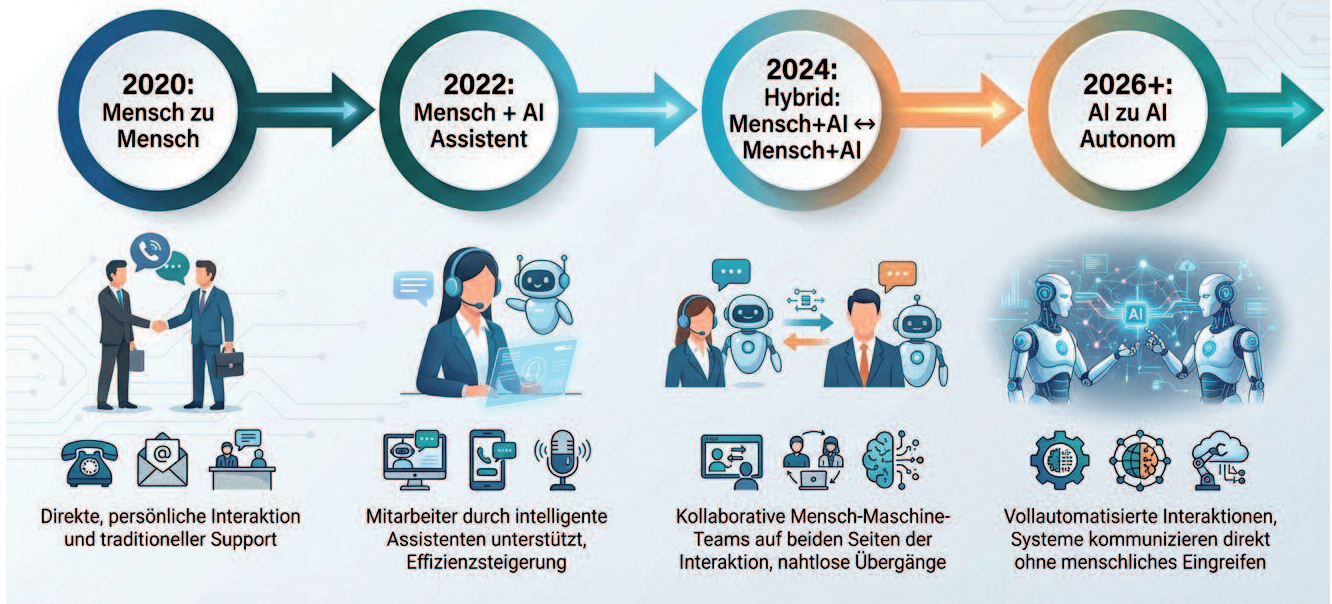 2020:
Mensch zu
Mensch
2022:
Mensch + AI
Assistent
2024:
Hybrid:
Mensch+AI ↔
Mensch+AI
2026+:
AI zu AI
Autonom
@
AI
Direkte, persönliche Interaktion
und traditioneller Support
Mitarbeiter durch intelligente
Assistenten unterstützt,
Effizienzsteigerung
Kollaborative Mensch-Maschine-
Teams auf beiden Seiten der
Interaktion, nahtlose Übergänge
Vollautomatisierte Interaktionen,
Systeme kommunizieren direkt
ohne menschliches Eingreifen